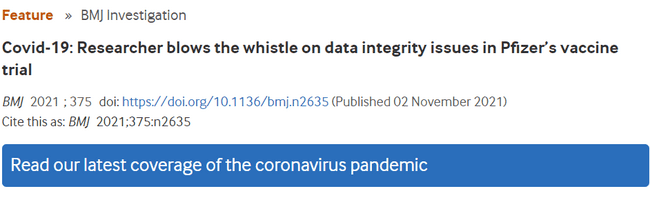 Feature » BMJ Investigation
Covid-19: Researcher blows the whistle on data integrity issues in Pfizer's vaccine
trial
BMJ 2021 ; 375 doi: https://doi.org/10.1136/bmj.n2635 (Published 02 November 2021)
Cite this as: BMJ 2021;375:n2635
Read our latest coverage of the coronavirus pandemic